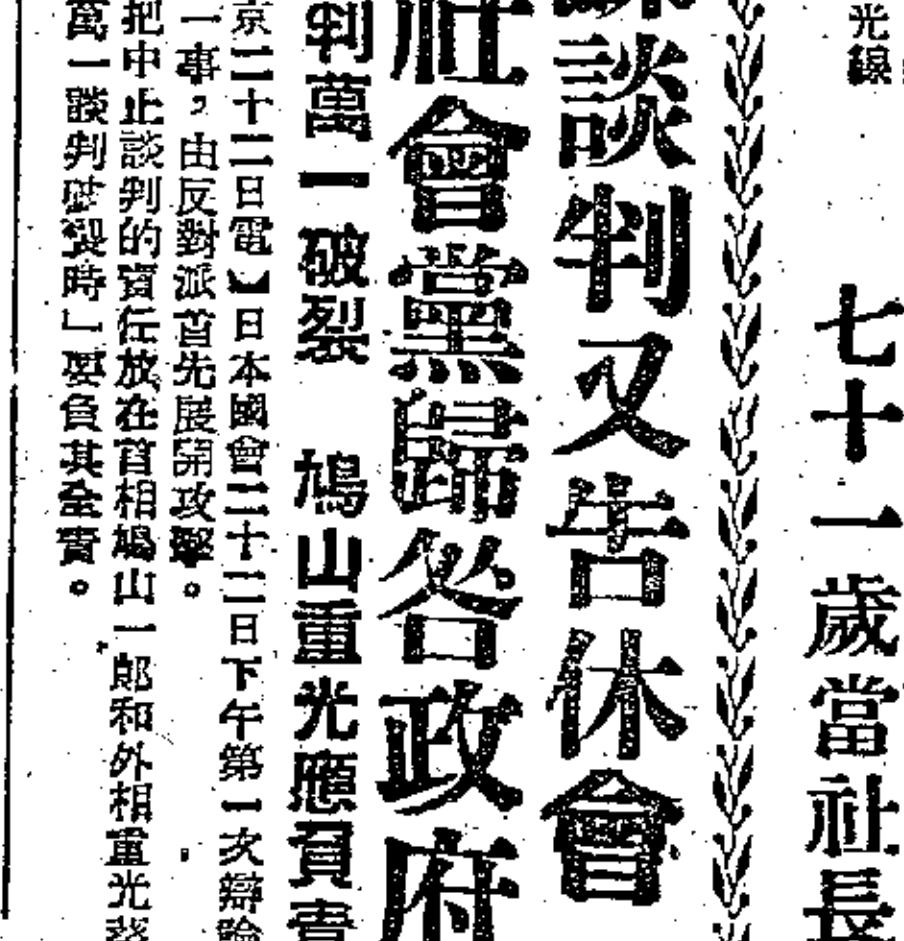 光線
七十一歲當社長
談判又告休會
社會黨歸咎政府
判萬一破裂 鳩山重光應負責
京二十二日電】日本國會二十二日下午第一次辯論
一事,由反對派首先展開攻擊。
把中止談判的責任放在首相鳩山一郎和外相重光葵
萬一談判破裂時」要負其全責。